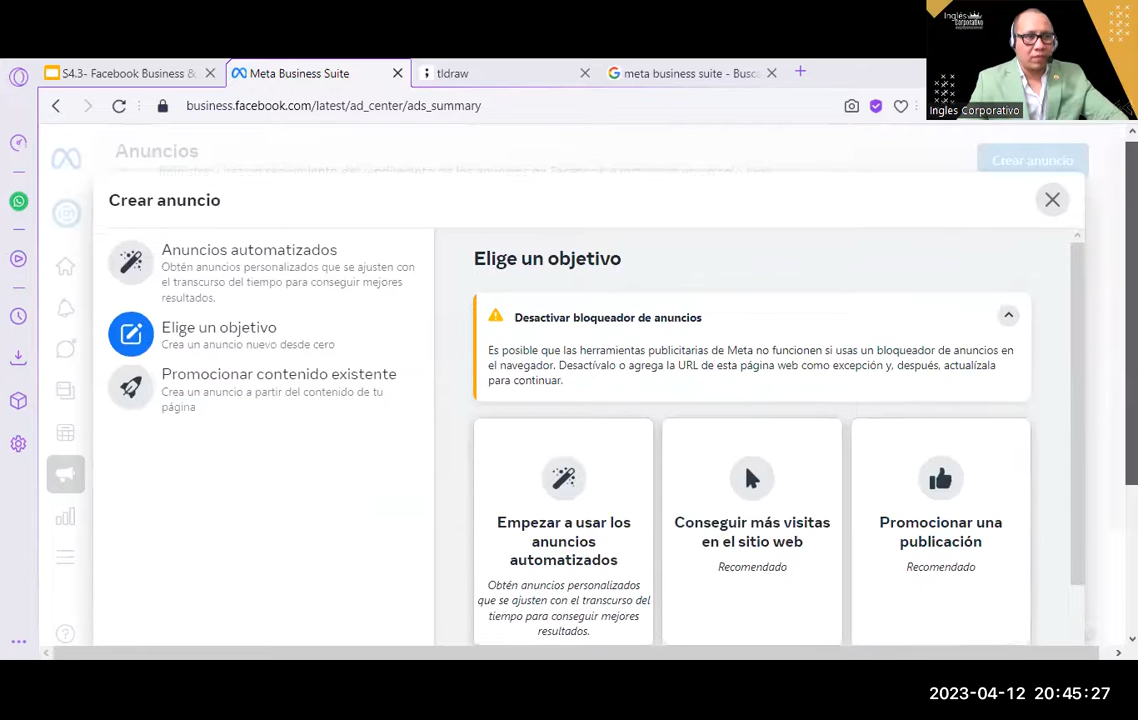 S4.3- Facebook Business &
Meta Business Suite
tldraw
meta business suite - Busca
business.facebook.com/latest/ad_center/ads_summary
Inglés
Corporativo
Ingles Corporativo
Anuncios
Crear anuncio
Crear anuncio
Anuncios automatizados
Obtén anuncios personalizados que se ajusten con
el transcurso del tiempo para conseguir mejores
resultados.
Elige un objetivo
Crea un anuncio nuevo desde cero
Promocionar contenido existente
Crea un anuncio a partir del contenido de tu
página
Elige un objetivo
Desactivar bloqueador de anuncios
Es posible que las herramientas publicitarias de Meta no funcionen si usas un bloqueador de anuncios en
el navegador. Desactívalo o agrega la URL de esta página web como excepción y, después, actualízala
para continuar.
Empezar a usar los
anuncios
automatizados
Obtén anuncios personalizados
que se ajusten con el transcurso del
tiempo para conseguir mejores
resultados.
Conseguir más visitas
en el sitio web
Recomendado
Promocionar una
publicación
Recomendado
2023-04-12 20:45:27